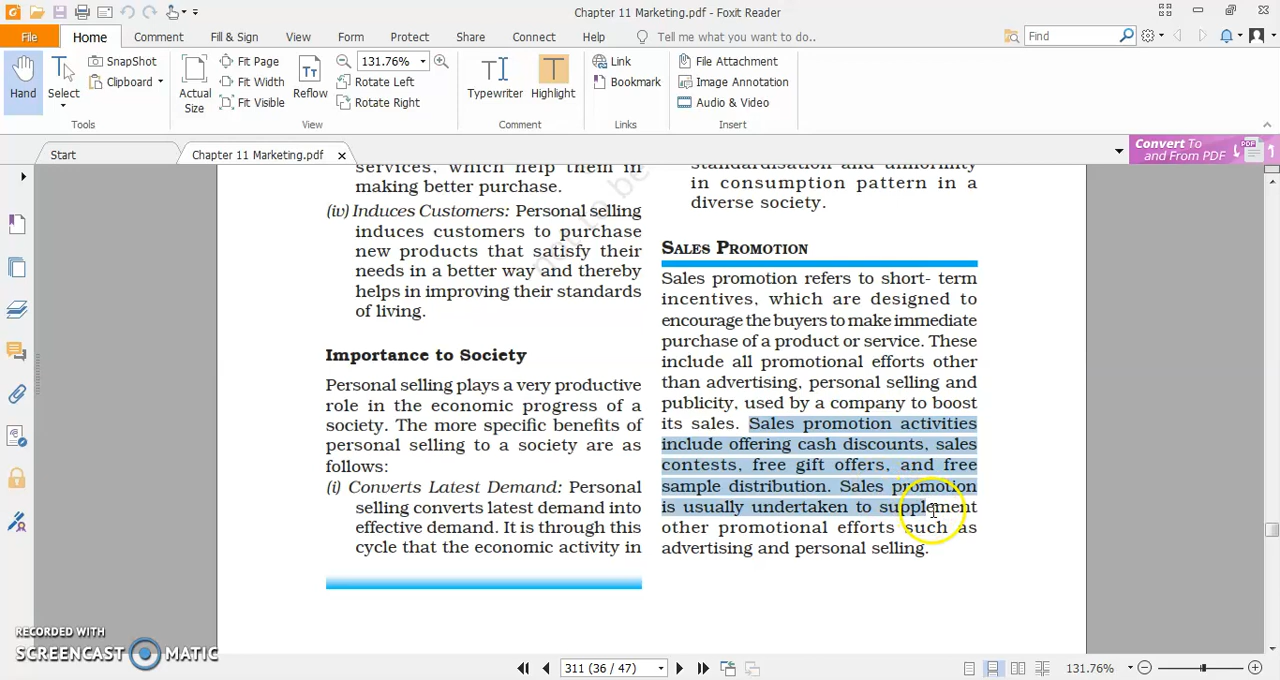 Chapter 11 Marketing.pdf - Foxit Reader
File
Home
Comment
Fill & Sign
View
Form
Protect
Share
Connect
Help
Tell me what you want to do..
Find
Hand
Select
SnapShot
Clipboard
Tools
Actual
Size
Fit Page
Fit Width
Fit Visible
Reflow
131.76%
Rotate Left
Rotate Right
View
Typewriter
Highlight
Comment
Link
Bookmark
Links
File Attachment
Image Annotation
Audio & Video
Insert
Start
Chapter 11 Marketing.pdf
Convert To
and From PDF
PDF
services, which help them in
making better purchase.
(iv) Induces Customers: Personal selling
induces customers to purchase
new products that satisfy their
needs in a better way and thereby
helps in improving their standards
of living.
Importance to Society
Personal selling plays a very productive
role in the economic progress of a
society. The more specific benefits of
personal selling to a society are as
follows:
(i) Converts Latest Demand: Personal
selling converts latest demand into
effective demand. It is through this
cycle that the economic activity in
standardisation and uniformity
in consumption pattern in a
diverse society.
SALES PROMOTION
Sales promotion refers to short- term
incentives, which are designed to
encourage the buyers to make immediate
purchase of a product or service. These
include all promotional efforts other
than advertising, personal selling and
publicity, used by a company to boost
its sales. Sales promotion activities
include offering cash discounts, sales
contests, free gift offers, and free
sample distribution. Sales promotion
is usually undertaken to supplement
other promotional efforts such as
advertising and personal selling.
to be
RECORDED WITH
SCREENCAST MATIC
311 (36 / 47)
131.76%